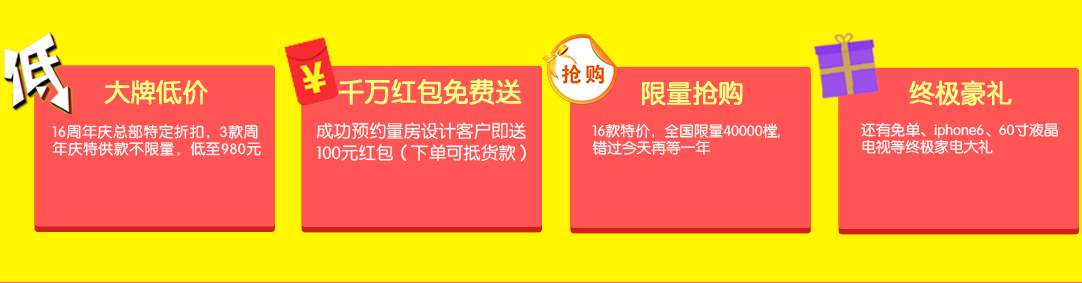 低
大牌低价
16周年庆总部特定折扣，3款周
年庆特供款不限量，低至980元
¥
千万红包免费送
成功预约量房设计客户即送
100元红包（下单可抵货款）
抢购
限量抢购
16款特价，全国限量40000樘,
错过今天再等一年
终极豪礼
还有免单、iphone6、60寸液晶
电视等终极家电大礼